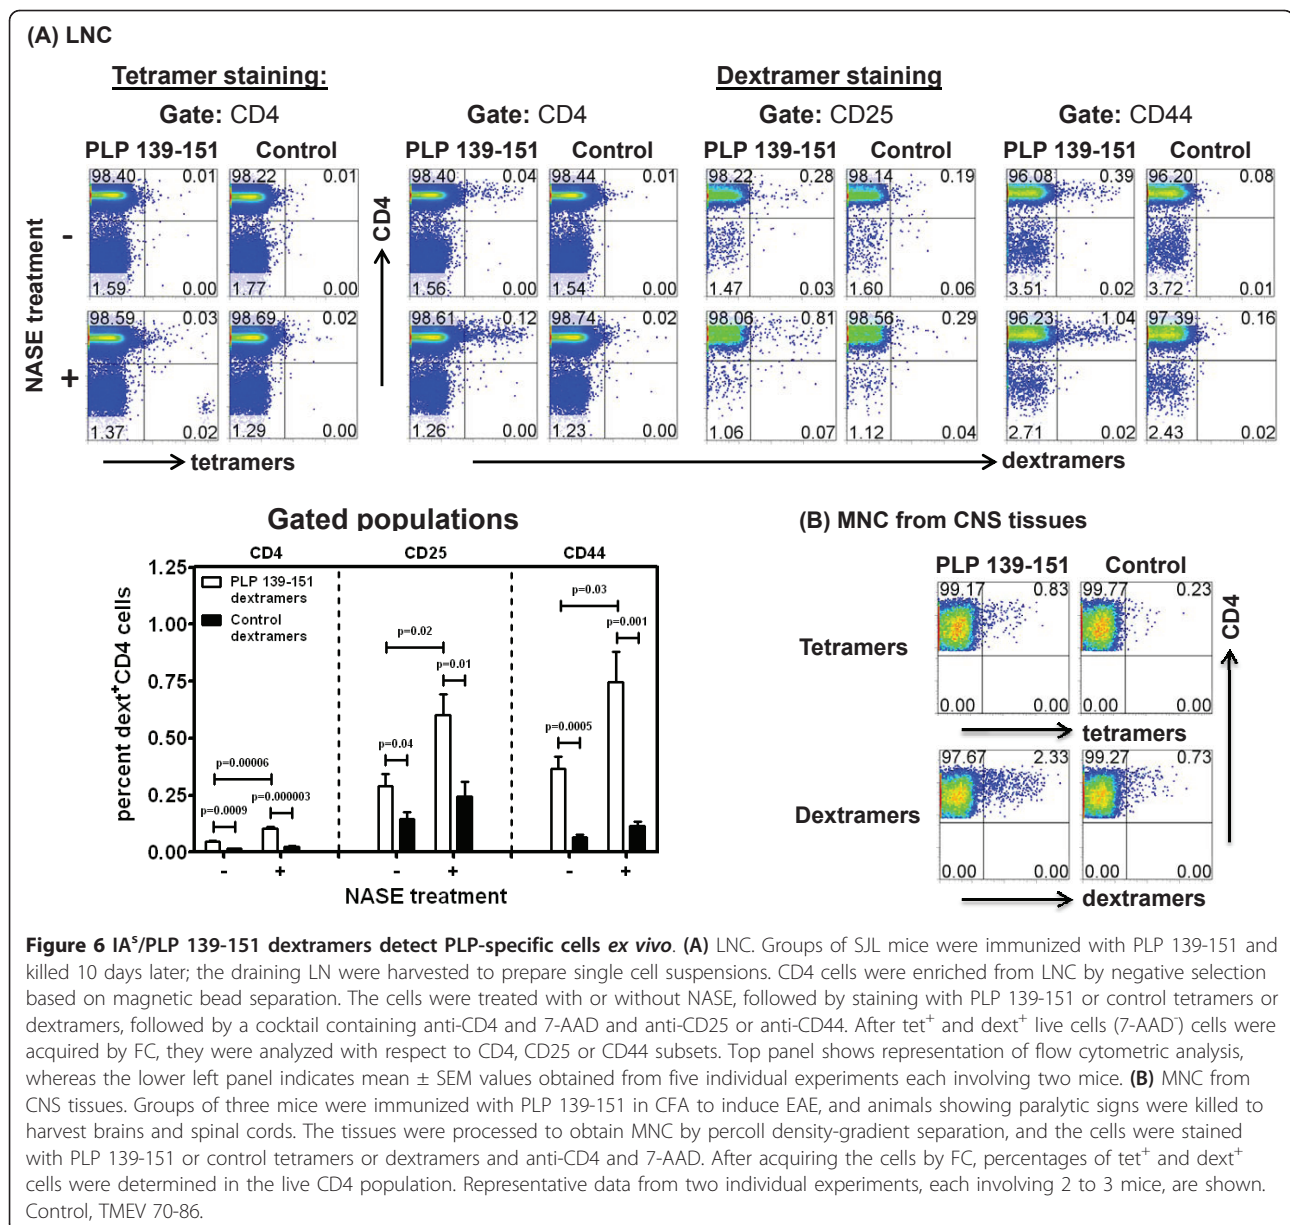 (A) LNC
Tetramer staining:
Dextramer staining
Gate: CD4
Gate: CD4
Gate: CD25
Gate: CD44
PLP 139-151 Control
PLP 139-151 Control
PLP 139-151 Control
PLP 139-151 Control
NASE treatment
-
98.40 0.01
1.59 0.00
98.22 0.01
1.77 0.00
CD4
98.40 0.04
1.56 0.00
98.44 0.01
1.54 0.00
98.22 0.28
1.47 0.03
98.14 0.19
1.60 0.06
96.08 0.39
3.51 0.02
96.20 0.08
3.72 0.01
+
98.59 0.03
1.37 0.02
98.69 0.02
1.29 0.00
98.61 0.12
1.26 0.00
98.74 0.02
1.23 0.00
98.06 0.81
1.06 0.07
98.56 0.29
1.12 0.04
96.23 1.04
2.71 0.02
97.39 0.16
2.43 0.02
tetramers
dextramers
Gated populations
CD4
CD25
CD44
percent dext⁺CD4 cells
1.25
1.00
0.75
0.50
0.25
0.00
PLP 139-151
dextramers
Control
dextramers
p=0.00006
p=0.0009
p=0.000003
p=0.02
p=0.04
p=0.01
p=0.03
p=0.0005
p=0.001
- + - + - +
NASE treatment
(B) MNC from CNS tissues
PLP 139-151 Control
Tetramers
99.17 0.83
0.00 0.00
99.77 0.23
0.00 0.00
CD4
tetramers
Dextramers
97.67 2.33
0.00 0.00
99.27 0.73
0.00 0.00
dextramers
Figure 6 IAˢ/PLP 139-151 dextramers detect PLP-specific cells ex vivo. (A) LNC. Groups of SJL mice were immunized with PLP 139-151 and
killed 10 days later; the draining LN were harvested to prepare single cell suspensions. CD4 cells were enriched from LNC by negative selection
based on magnetic bead separation. The cells were treated with or without NASE, followed by staining with PLP 139-151 or control tetramers or
dextramers, followed by a cocktail containing anti-CD4 and 7-AAD and anti-CD25 or anti-CD44. After tet⁺ and dext⁺ live cells (7-AAD⁻) cells were
acquired by FC, they were analyzed with respect to CD4, CD25 or CD44 subsets. Top panel shows representation of flow cytometric analysis,
whereas the lower left panel indicates mean ± SEM values obtained from five individual experiments each involving two mice. (B) MNC from
CNS tissues. Groups of three mice were immunized with PLP 139-151 in CFA to induce EAE, and animals showing paralytic signs were killed to
harvest brains and spinal cords. The tissues were processed to obtain MNC by percoll density-gradient separation, and the cells were stained
with PLP 139-151 or control tetramers or dextramers and anti-CD4 and 7-AAD. After acquiring the cells by FC, percentages of tet⁺ and dext⁺
cells were determined in the live CD4 population. Representative data from two individual experiments, each involving 2 to 3 mice, are shown.
Control, TMEV 70-86.